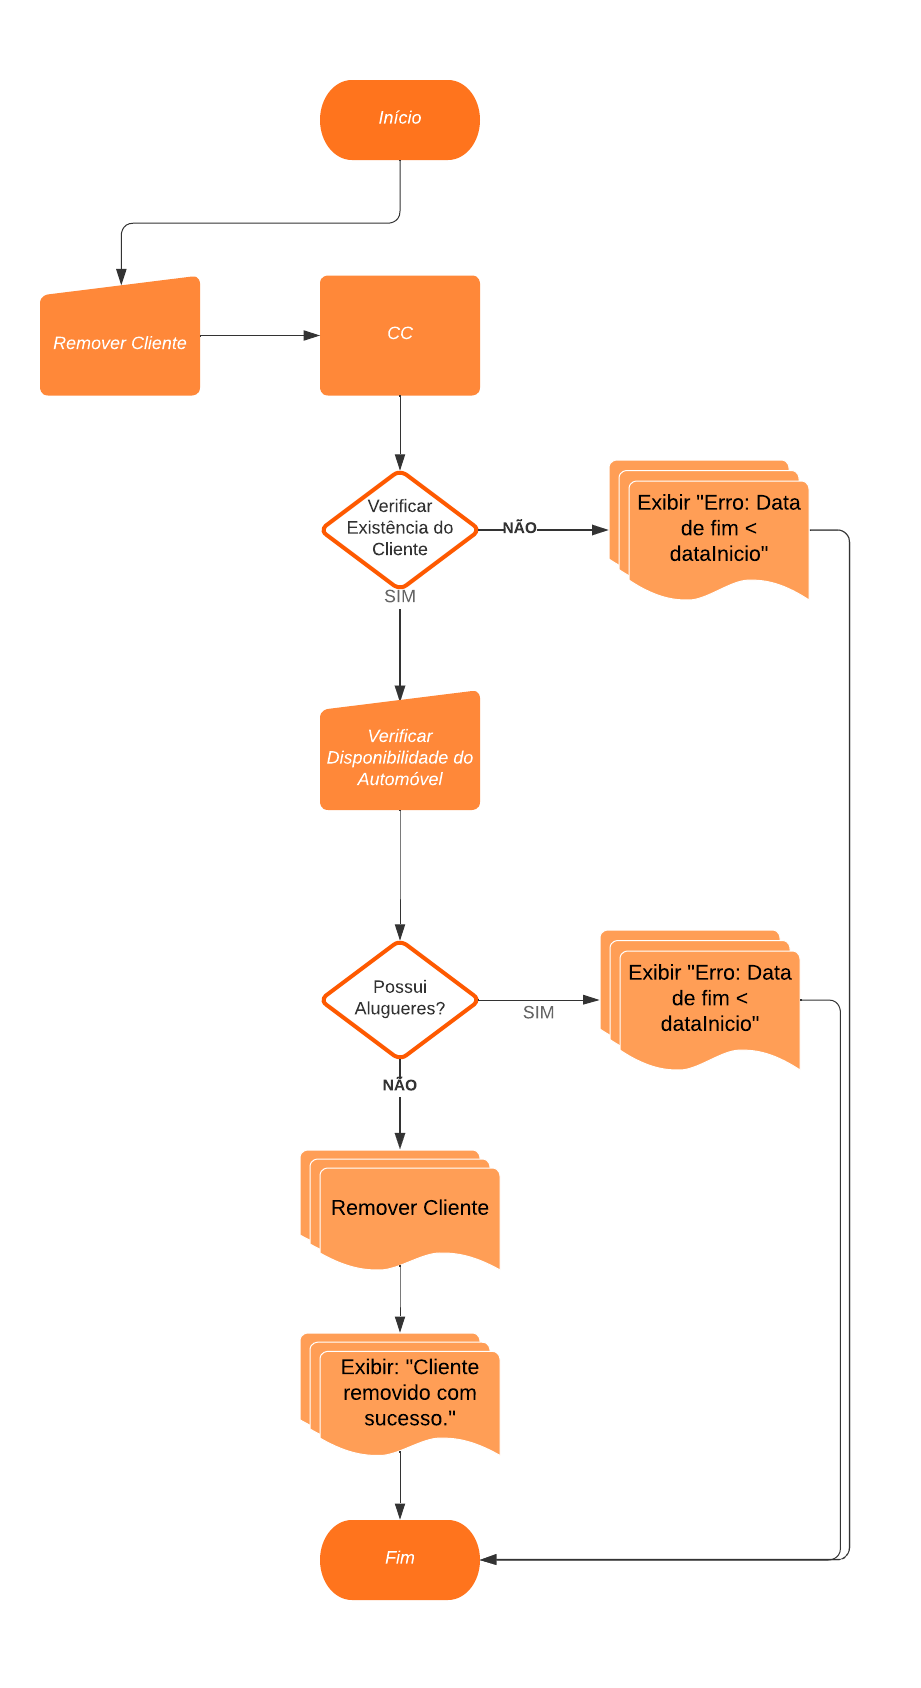 Início
Remover Cliente
CC
Verificar
Existência do
Cliente
NÃO
Exibir "Erro: Data
de fim <
dataInicio"
SIM
Verificar
Disponibilidade do
Automóvel
Possui
Alugueres?
SIM
Exibir "Erro: Data
de fim <
dataInicio"
NÃO
Remover Cliente
Exibir: "Cliente
removido com
sucesso."
Fim